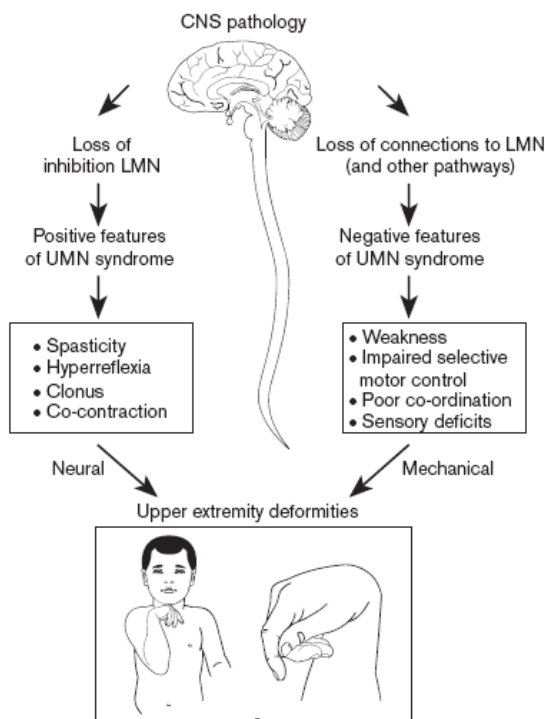 CNS pathology
Loss of
inhibition LMN
Loss of connections to LMN
(and other pathways)
Positive features
of UMN syndrome
Negative features
of UMN syndrome
• Spasticity
• Hyperreflexia
• Clonus
• Co-contraction
• Weakness
• Impaired selective
motor control
• Poor co-ordination
• Sensory deficits
Neural
Mechanical
Upper extremity deformities